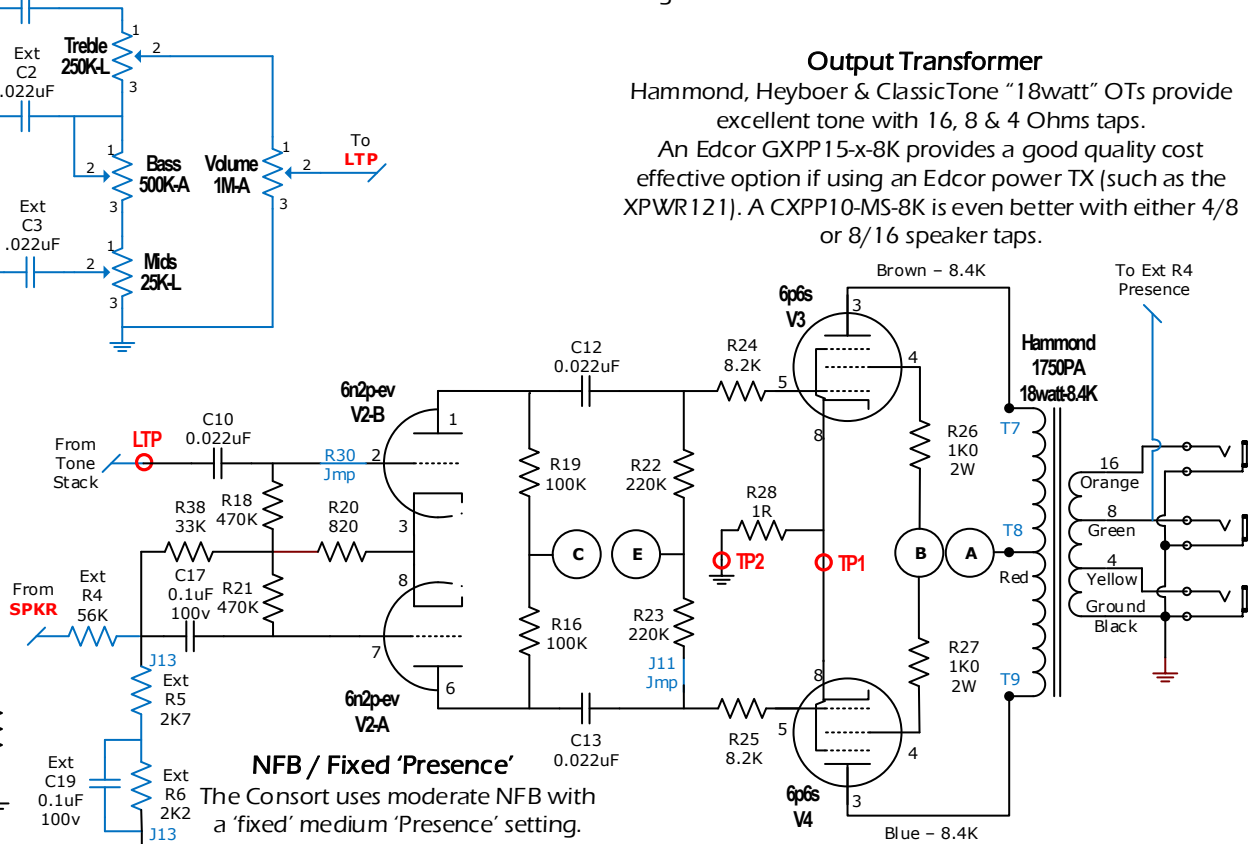 Output Transformer
Hammond, Heyboer & ClassicTone “18watt” OTs provide
excellent tone with 16, 8 & 4 Ohms taps.
An Edcor GXPP15-x-8K provides a good quality cost
effective option if using an Edcor power TX (such as the
XPWR121). A CXPP10-MS-8K is even better with either 4/8
or 8/16 speaker taps.
1
Treble
250K-L
2
3
Ext
C2
.022uF
1
2
Bass
500K-A
3
Volume
1M-A
1
2
3
To
LTP
Ext
C3
.022uF
1
2
Mids
25K-L
3
Brown – 8.4K
To Ext R4
Presence
6p6s
V3
3
4
5
8
Hammond
1750PA
18watt-8.4K
C12
0.022uF
R24
8.2K
6n2p-ev
V2-B
1
2
3
From
Tone
Stack
LTP
C10
0.022uF
R30
Jmp
R38
33K
R18
470K
R20
820
R19
100K
R22
220K
R28
1R
R26
1K0
2W
T7
16
Orange
8
Green
4
Yellow
Ground
Black
C
E
TP2
TP1
B
A
T8
Red
From
SPKR
Ext
R4
56K
C17
0.1uF
100v
R21
470K
8
7
6
R16
100K
R23
220K
J11
Jmp
R27
1K0
2W
T9
J13
Ext
R5
2K7
6n2p-ev
V2-A
C13
0.022uF
R25
8.2K
8
5
4
3
6p6s
V4
Blue – 8.4K
Ext
C19
0.1uF
100v
Ext
R6
2K2
J13
NFB / Fixed ‘Presence’
The Consort uses moderate NFB with
a ‘fixed’ medium ‘Presence’ setting.